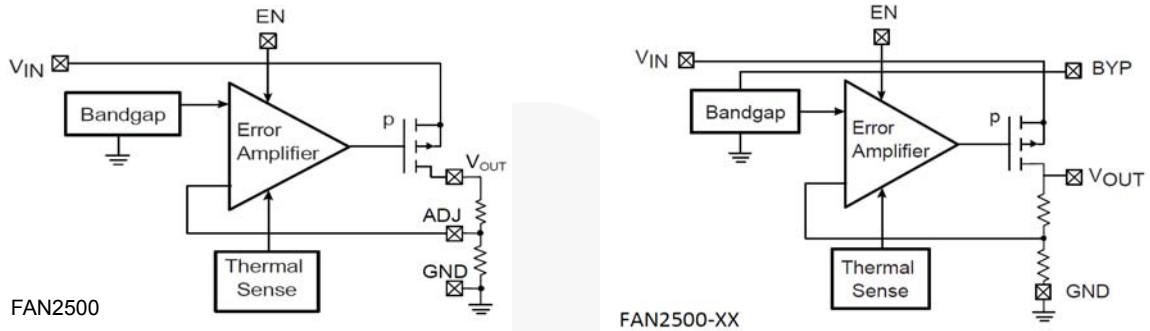 EN
VIN
Bandgap
Error
Amplifier
p
VOUT
ADJ
Thermal
Sense
GND
FAN2500
EN
VIN
BYP
Bandgap
Error
Amplifier
p
VOUT
Thermal
Sense
GND
FAN2500-XX